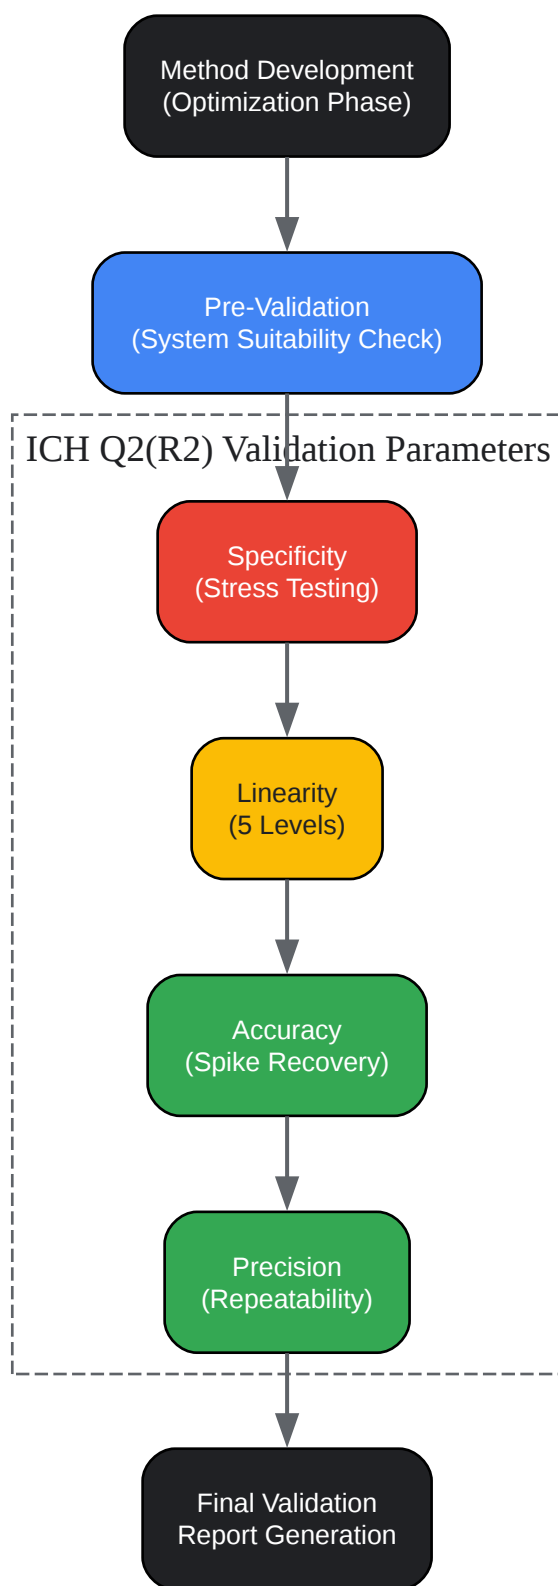 Method Development
(Optimization Phase)
Pre-Validation
(System Suitability Check)
ICH Q2(R2) Validation Parameters
Specificity
(Stress Testing)
Linearity
(5 Levels)
Accuracy
(Spike Recovery)
Precision
(Repeatability)
Final Validation
Report Generation